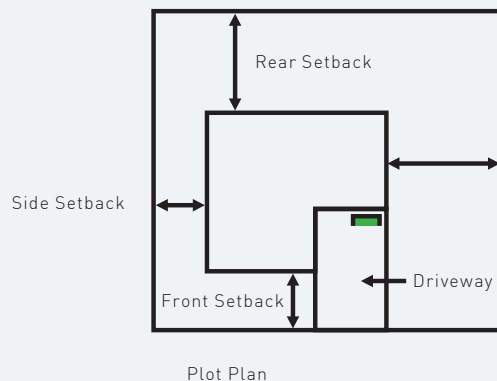 Rear Setback
Side Setback
Driveway
Front Setback
Plot Plan